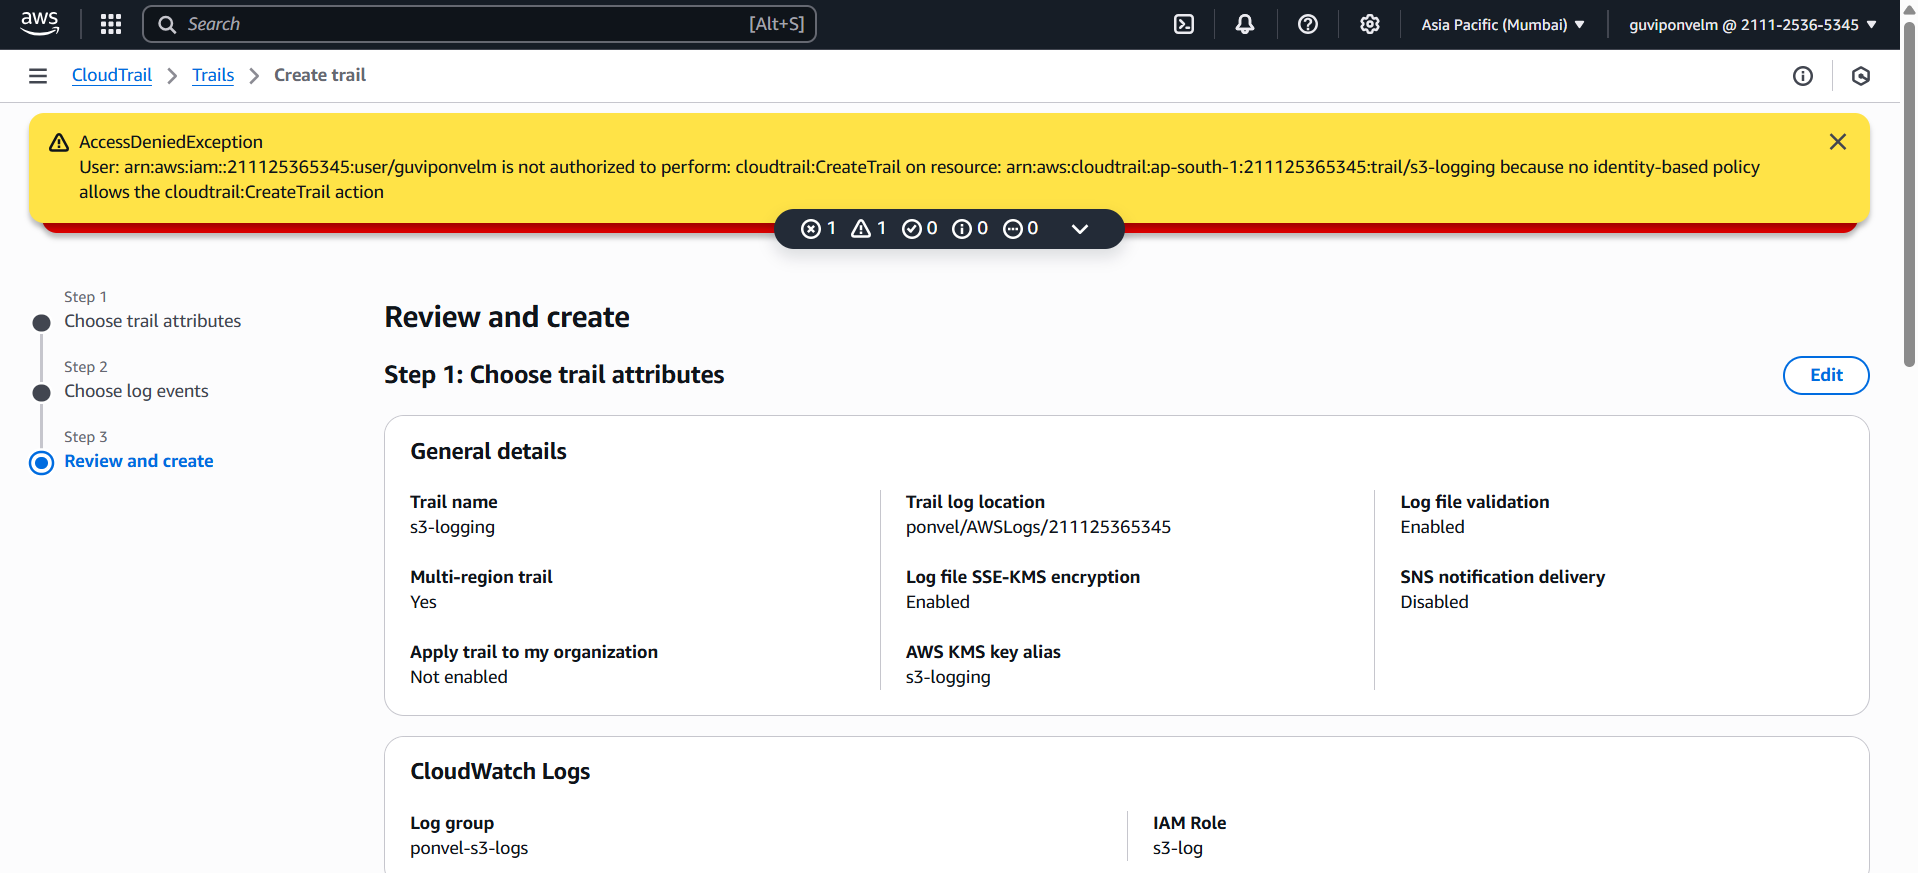 aws
Search
[Alt+S]
Asia Pacific (Mumbai)
guviponvelm @ 2111-2536-5345
CloudTrail
Trails
Create trail
AccessDeniedException
User: arn:aws:iam::211125365345:user/guviponvelm is not authorized to perform: cloudtrail:CreateTrail on resource: arn:aws:cloudtrail:ap-south-1:211125365345:trail/s3-logging because no identity-based policy
allows the cloudtrail:CreateTrail action
1 1 0 0 0
Step 1
Choose trail attributes
Step 2
Choose log events
Step 3
Review and create
Review and create
Step 1: Choose trail attributes
Edit
General details
Trail name
s3-logging
Multi-region trail
Yes
Apply trail to my organization
Not enabled
Trail log location
ponvel/AWSLogs/211125365345
Log file SSE-KMS encryption
Enabled
AWS KMS key alias
s3-logging
Log file validation
Enabled
SNS notification delivery
Disabled
CloudWatch Logs
Log group
ponvel-s3-logs
IAM Role
s3-log